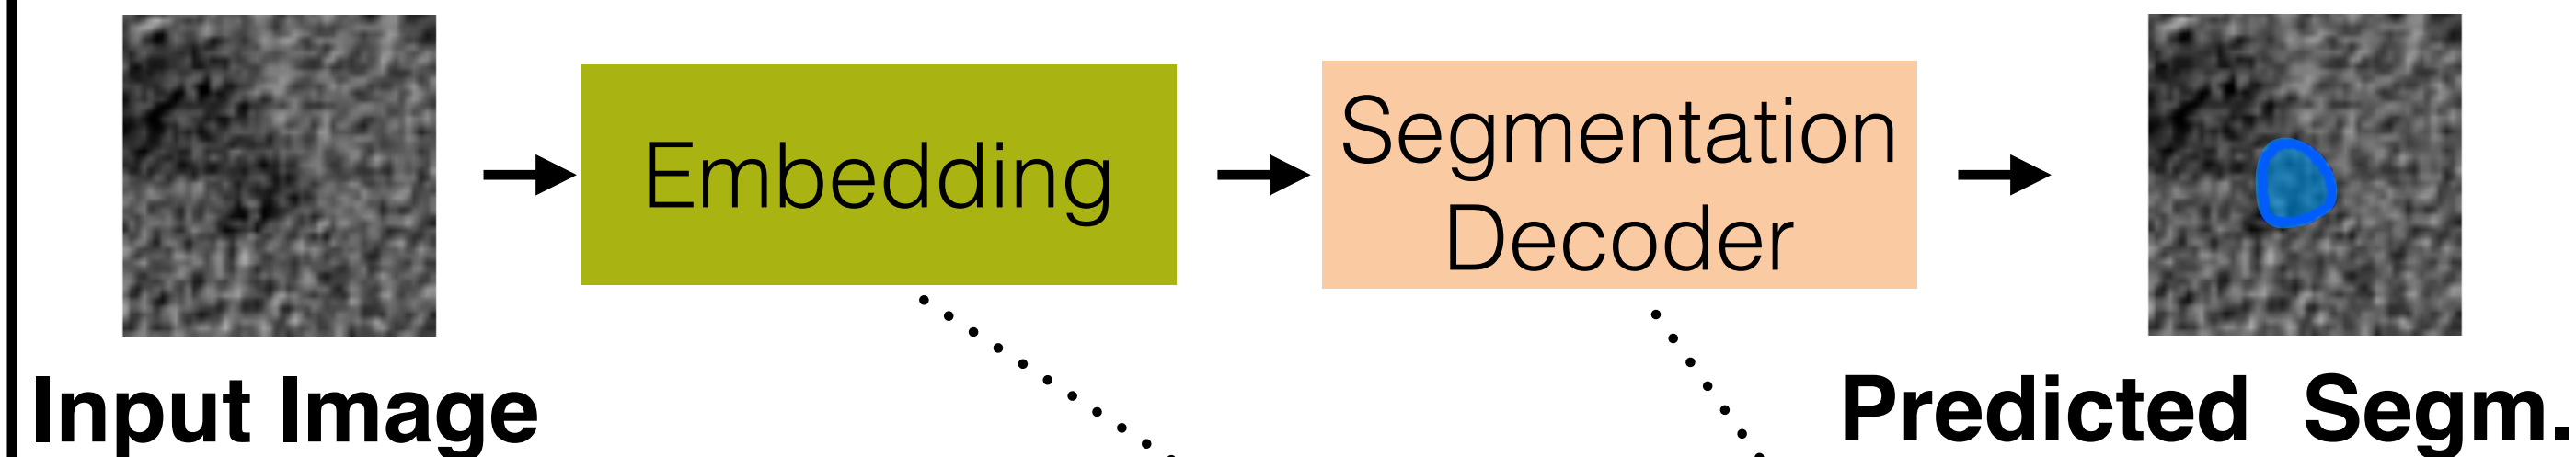 Embedding
Segmentation
Decoder
Input Image
Predicted Segm.